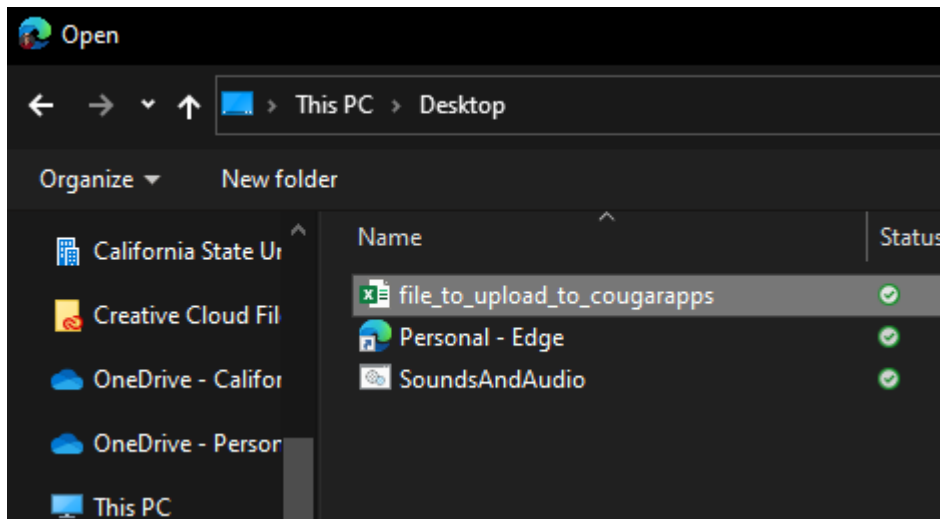 Open
This PC > Desktop
Organize
New folder
Name
Status
California State Ur
file_to_upload_to_cougarapps
Creative Cloud Fil
Personal - Edge
SoundsAndAudio
OneDrive - Califor
OneDrive - Person
This PC